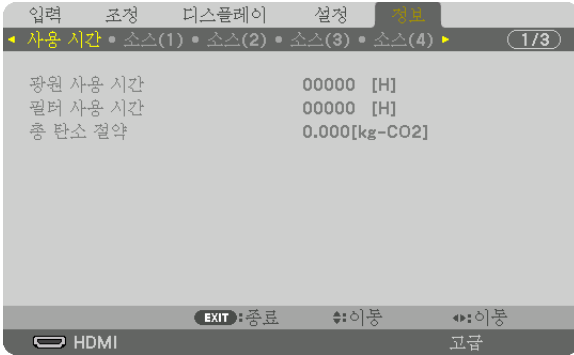 입력 조정 디스플레이 설정 정보
◂ 사용 시간 • 소스(1) • 소스(2) • 소스(3) • 소스(4) ▸ 1/3
광원 사용 시간 00000 [H]
필터 사용 시간 00000 [H]
총 탄소 절약 0.000[kg-CO2]
EXIT :종료 :이동 :이동
HDMI 고급